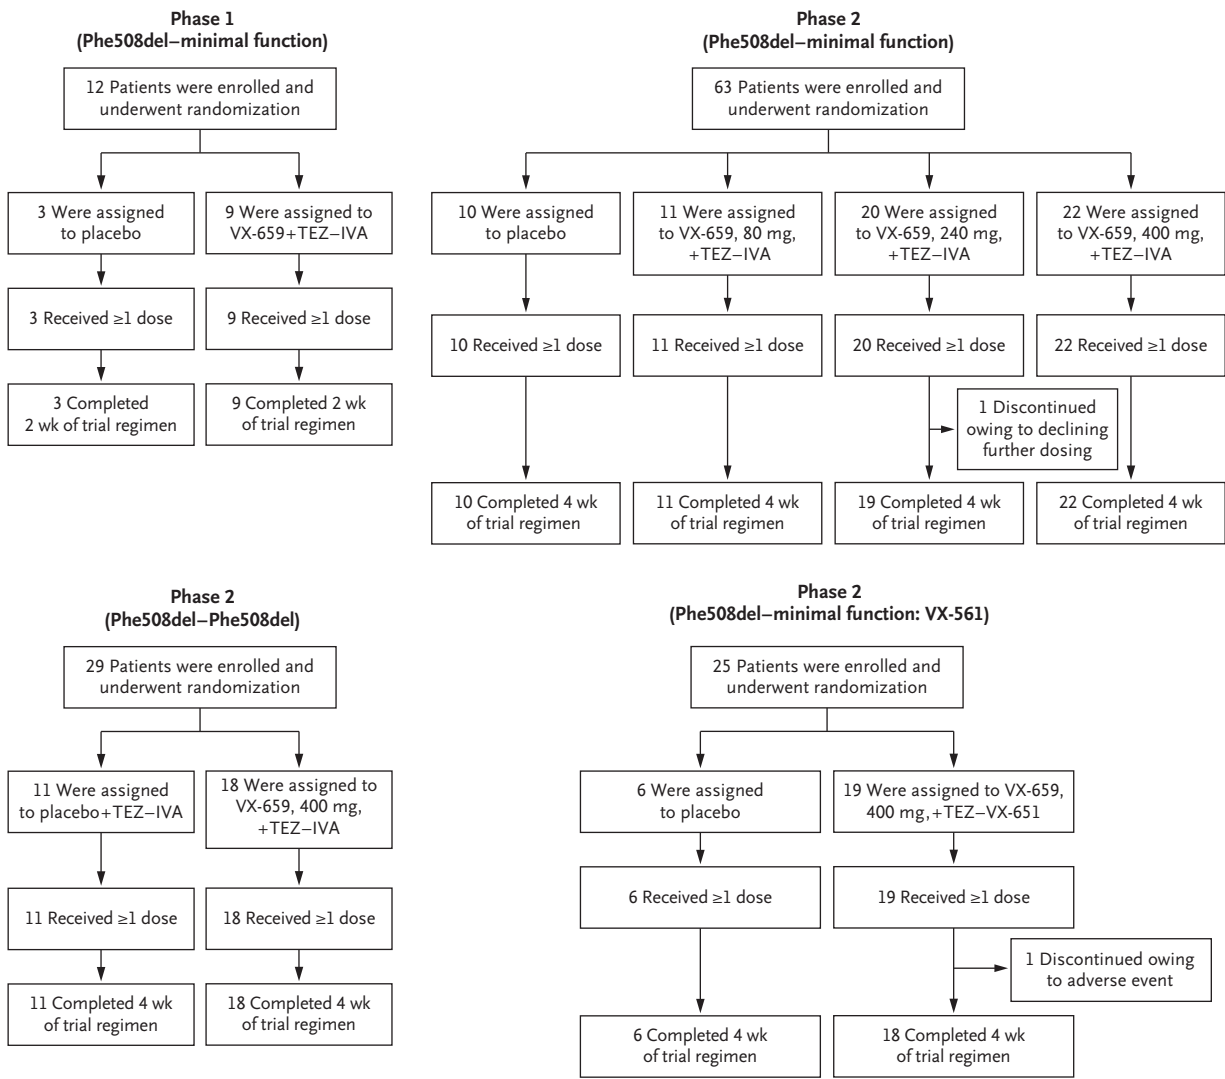 Phase 1
(Phe508del–minimal function)
12 Patients were enrolled and
underwent randomization
3 Were assigned
to placebo
9 Were assigned to
VX-659+TEZ–IVA
3 Received ≥1 dose
9 Received ≥1 dose
3 Completed
2 wk of trial regimen
9 Completed 2 wk
of trial regimen
Phase 2
(Phe508del–minimal function)
63 Patients were enrolled and
underwent randomization
10 Were assigned
to placebo
11 Were assigned
to VX-659, 80 mg,
+TEZ–IVA
20 Were assigned
to VX-659, 240 mg,
+TEZ–IVA
22 Were assigned
to VX-659, 400 mg,
+TEZ–IVA
10 Received ≥1 dose
11 Received ≥1 dose
20 Received ≥1 dose
22 Received ≥1 dose
1 Discontinued
owing to declining
further dosing
10 Completed 4 wk
of trial regimen
11 Completed 4 wk
of trial regimen
19 Completed 4 wk
of trial regimen
22 Completed 4 wk
of trial regimen
Phase 2
(Phe508del–Phe508del)
29 Patients were enrolled and
underwent randomization
11 Were assigned
to placebo+TEZ–IVA
18 Were assigned to
VX-659, 400 mg,
+TEZ–IVA
11 Received ≥1 dose
18 Received ≥1 dose
11 Completed 4 wk
of trial regimen
18 Completed 4 wk
of trial regimen
Phase 2
(Phe508del–minimal function: VX-561)
25 Patients were enrolled and
underwent randomization
6 Were assigned
to placebo
19 Were assigned to VX-659,
400 mg,+TEZ–VX-651
6 Received ≥1 dose
19 Received ≥1 dose
1 Discontinued owing
to adverse event
6 Completed 4 wk
of trial regimen
18 Completed 4 wk
of trial regimen